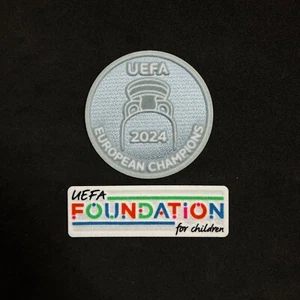 UEFA
2024
EUROPEAN CHAMPIONS
UEFA
FOUNDATION
for children